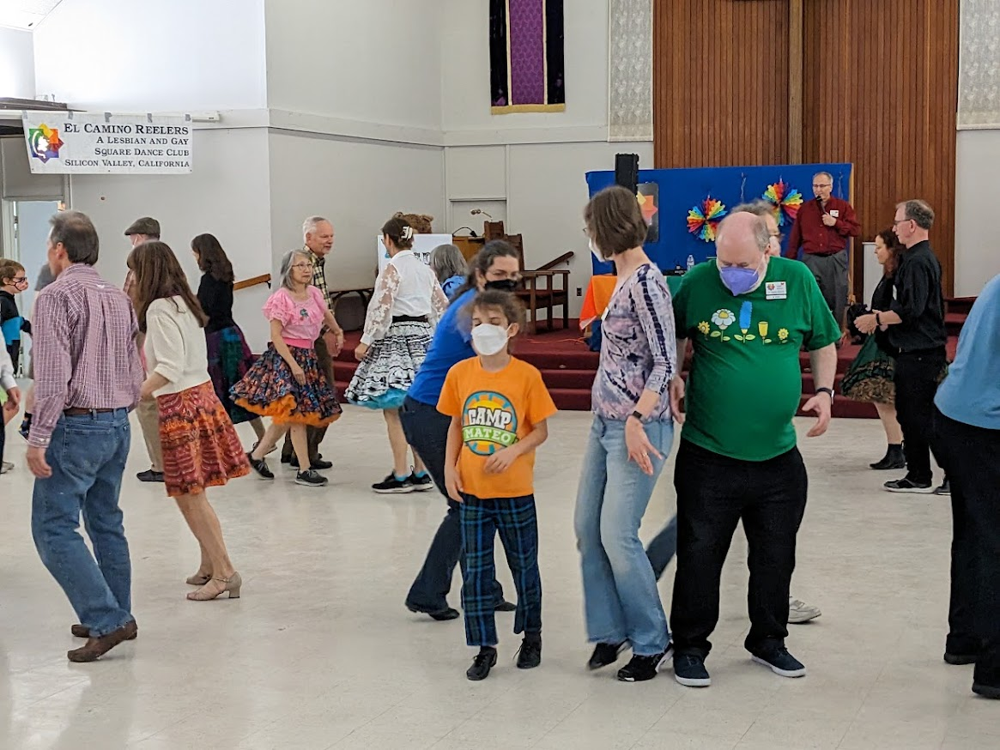 EL CAMINO REELERS
A LESBIAN AND GAY
SQUARE DANCE CLUB
SILICON VALLEY, CALIFORNIA
CAMP
MATEO